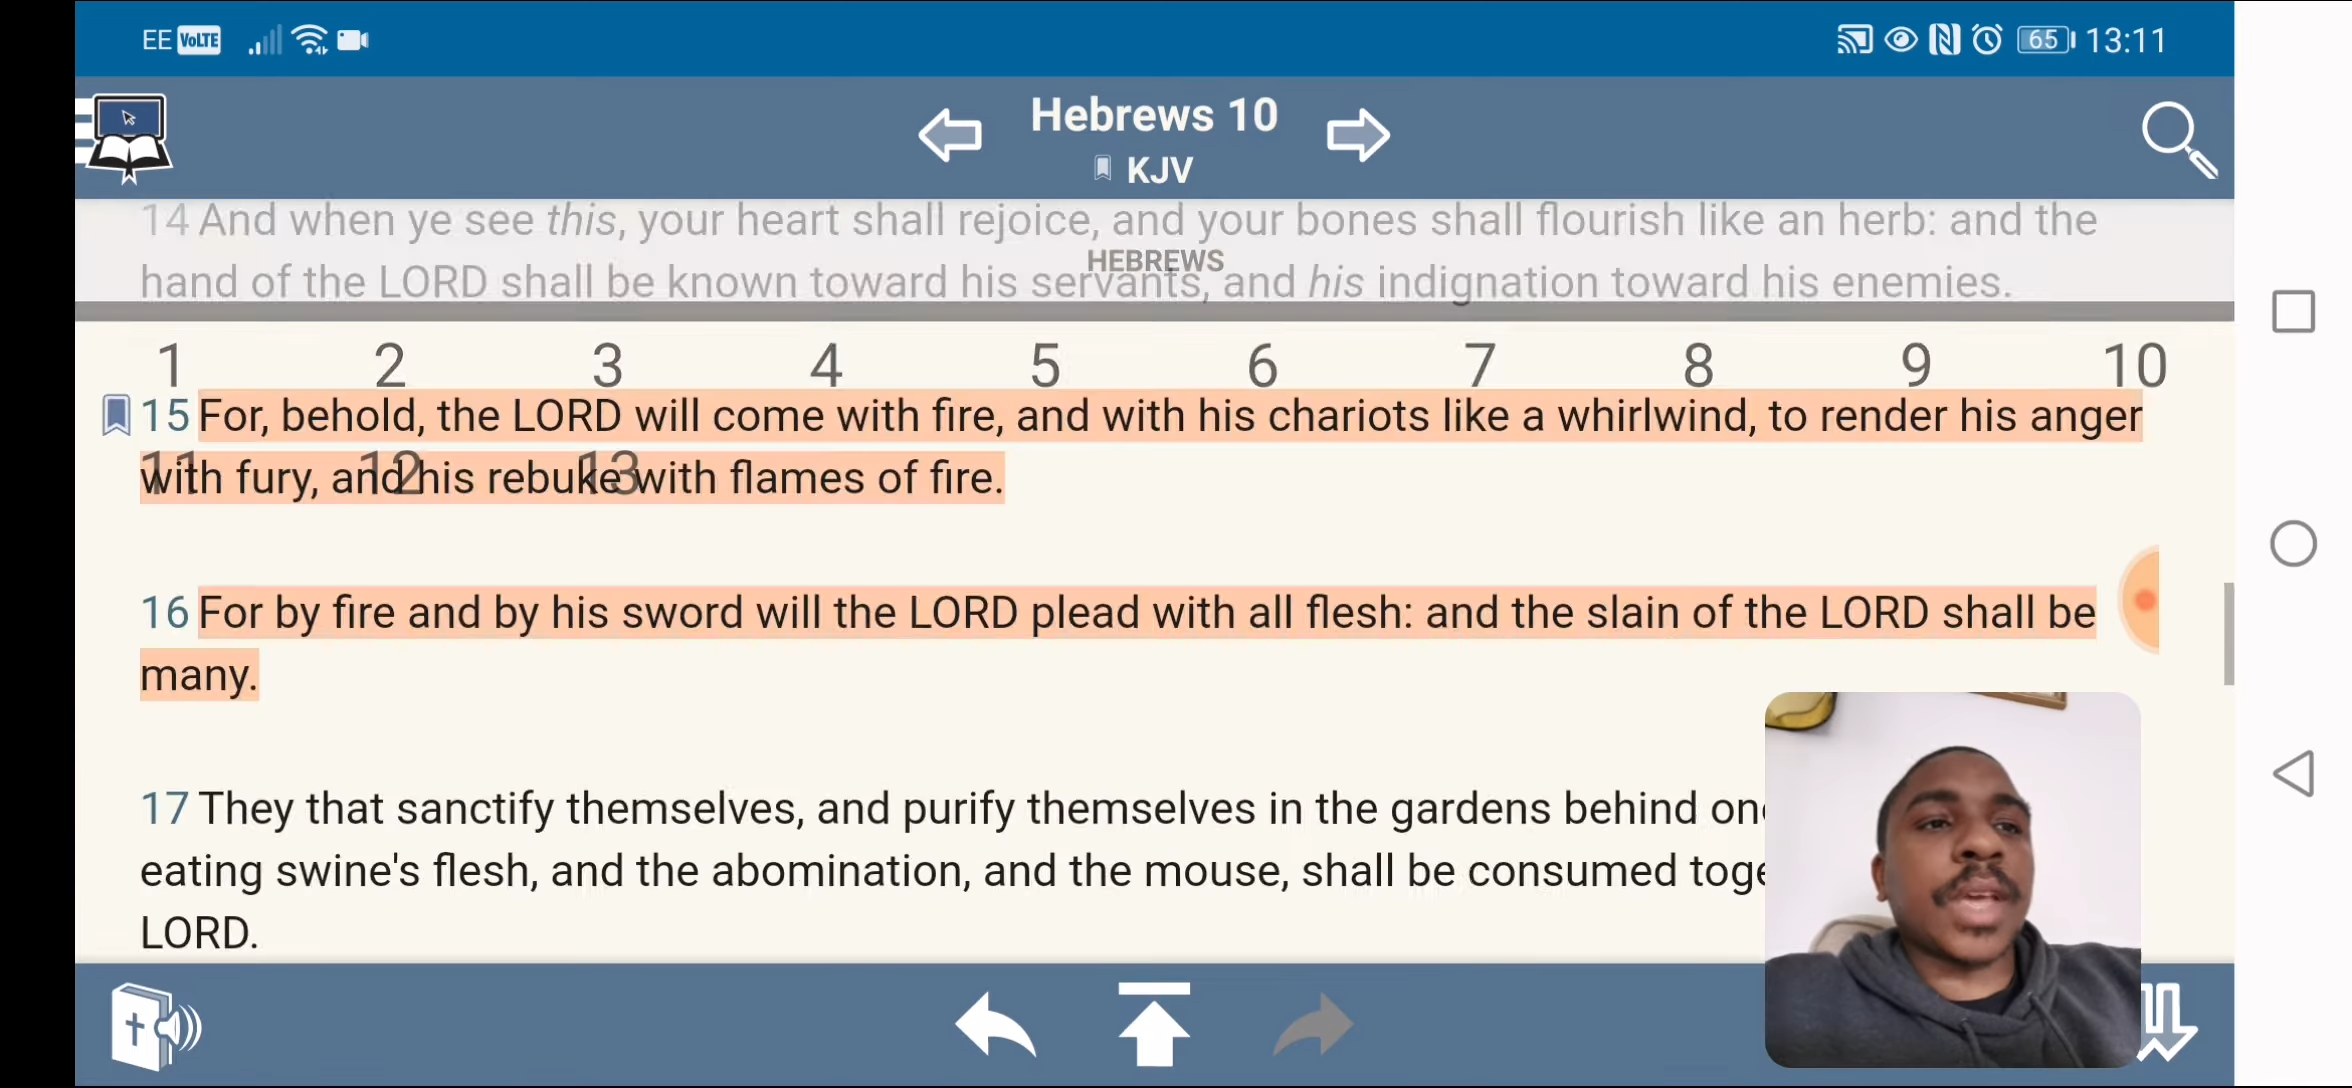 EE VoLTE 65 13:11
Hebrews 10
KJV
14 And when ye see this, your heart shall rejoice, and your bones shall flourish like an herb: and the
HEBREWS
hand of the LORD shall be known toward his servants, and his indignation toward his enemies.
1 2 3 4 5 6 7 8 9 10
15 For, behold, the LORD will come with fire, and with his chariots like a whirlwind, to render his anger
11 12 13
with fury, and his rebuke with flames of fire.
16 For by fire and by his sword will the LORD plead with all flesh: and the slain of the LORD shall be
many.
17 They that sanctify themselves, and purify themselves in the gardens behind
eating swine's flesh, and the abomination, and the mouse, shall be consumed
LORD.